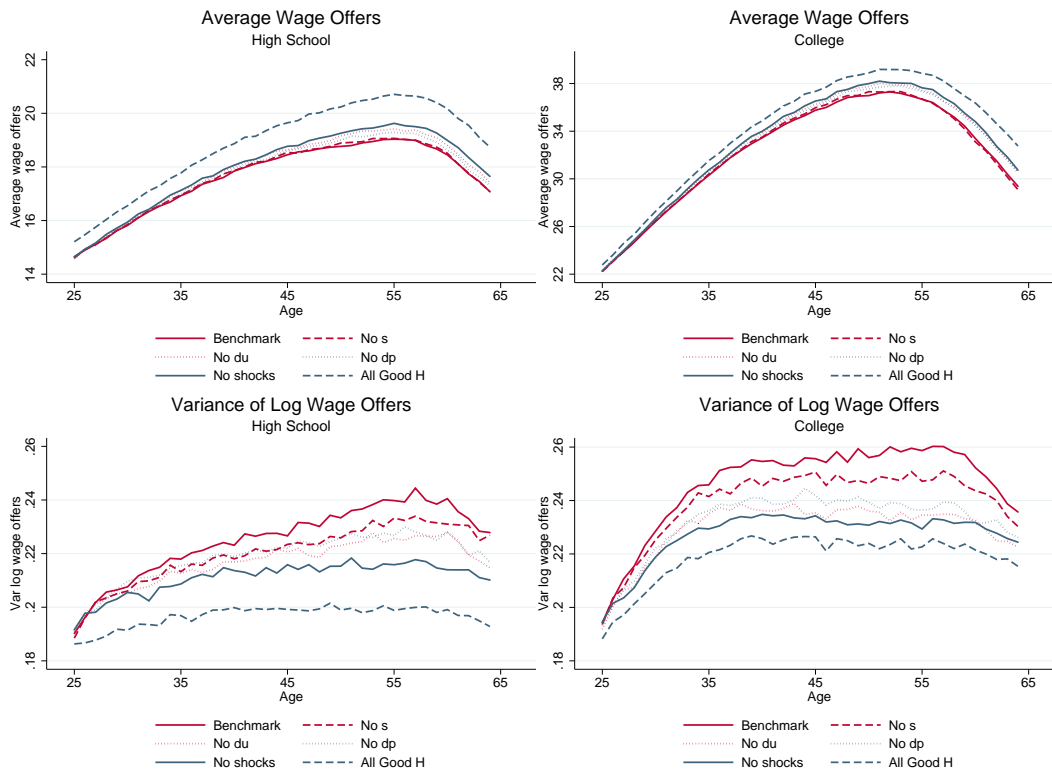 Average Wage Offers
High School
Average wage offers
22
20
18
16
14
25 35 45 55 65
Age
Benchmark No s
No du No dp
No shocks All Good H
Average Wage Offers
College
Average wage offers
38
34
30
26
22
25 35 45 55 65
Age
Benchmark No s
No du No dp
No shocks All Good H
Variance of Log Wage Offers
High School
Var log wage offers
.26
.24
.22
.2
.18
25 35 45 55 65
Age
Benchmark No s
No du No dp
No shocks All Good H
Variance of Log Wage Offers
College
Var log wage offers
.26
.24
.22
.2
.18
25 35 45 55 65
Age
Benchmark No s
No du No dp
No shocks All Good H